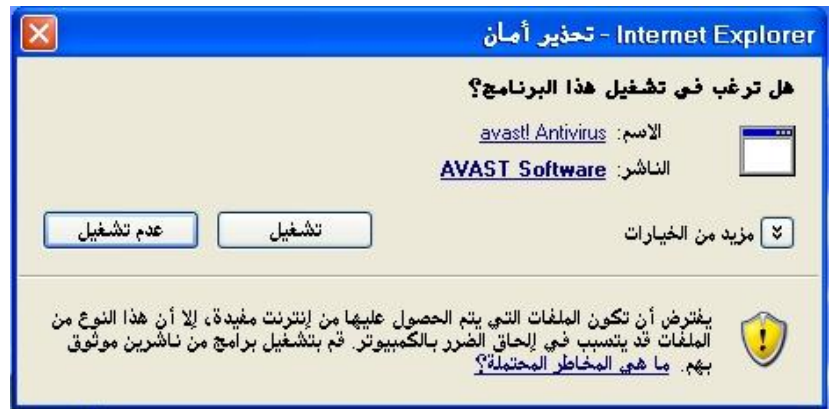 Internet Explorer - تحذير أمان
هل ترغب في تشغيل هذا البرنامج؟
الاسم: avast! Antivirus
الناشر: AVAST Software
مزيد من الخيارات
تشغيل
عدم تشغيل
يفترض أن تكون الملفات التي يتم الحصول عليها من إنترنت مفيدة، إلا أن هذا النوع من
الملفات قد يتسبب في إلحاق الضرر بالكمبيوتر. قم بتشغيل برامج من ناشرين موثوق
بهم. ما هي المخاطر المحتملة؟